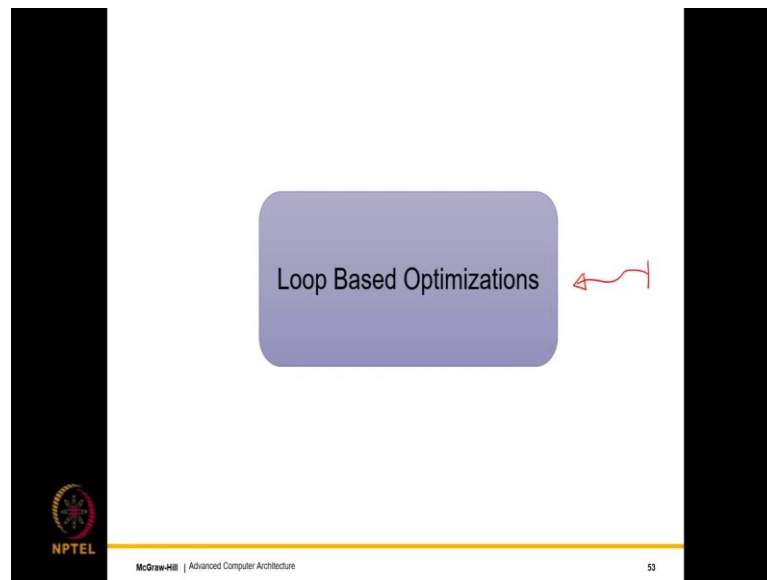 Loop Based Optimizations
NPTEL
McGraw-Hill | Advanced Computer Architecture 53